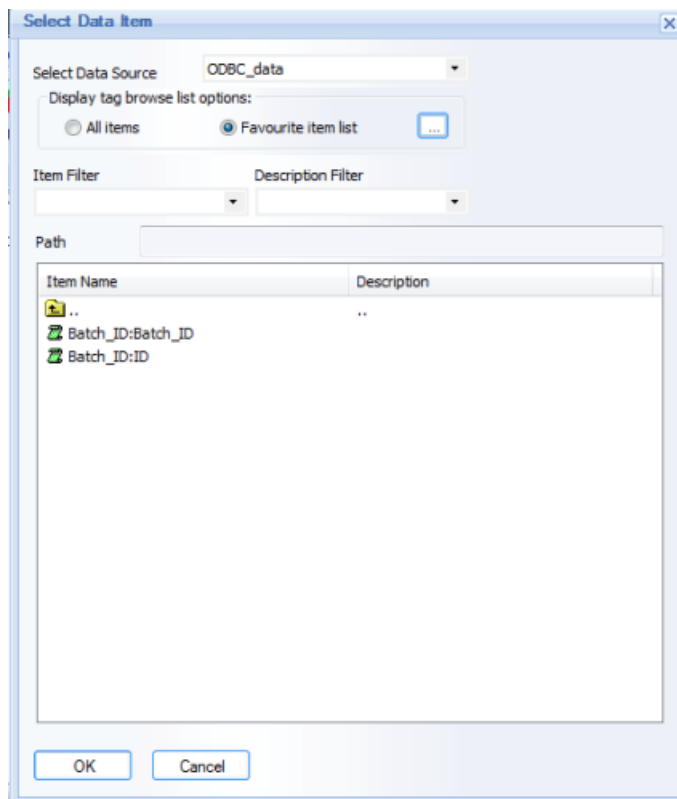 Select Data Item
Select Data Source ODBC_data
Display tag browse list options:
All items Favourite item list ...
Item Filter Description Filter
Path
Item Name Description
.. ..
Batch_ID:Batch_ID
Batch_ID:ID
OK Cancel